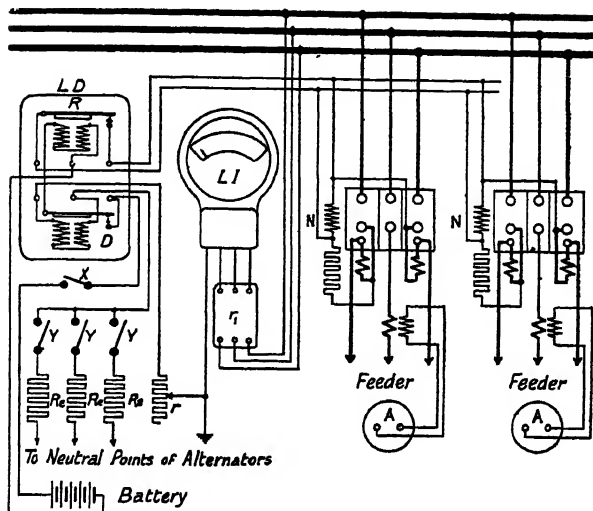 LD
R
LI
D
N
N
X
r₁
Y Y Y
Re Re Re r
Feeder Feeder
A A
To Neutral Points of Alternators
Battery